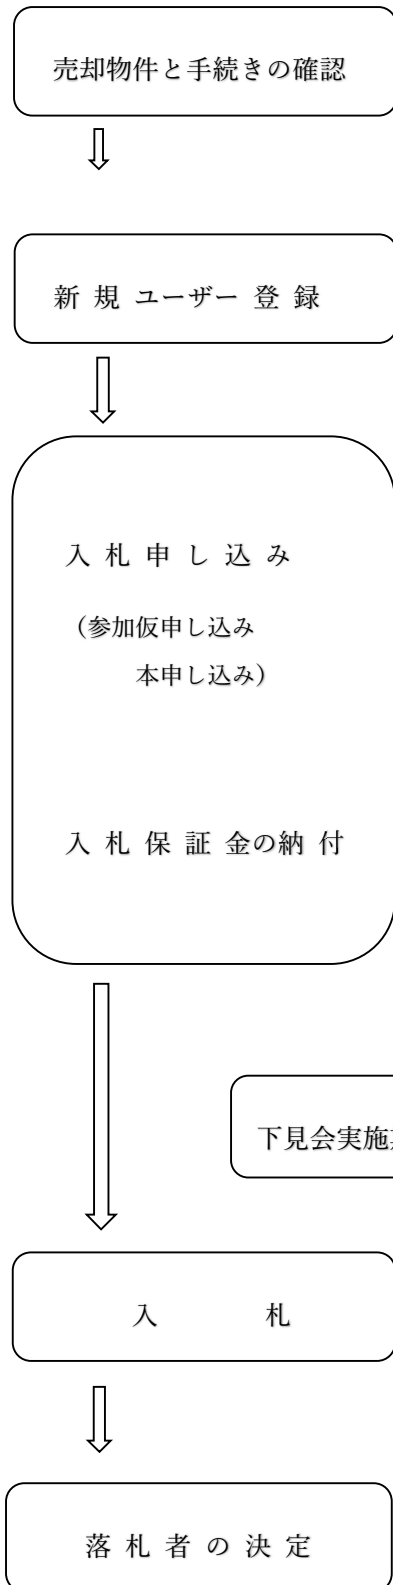 売却物件と手続きの確認
新規ユーザー登録
入札申し込み
（参加仮申し込み
本申し込み）
入札保証金の納付
下見会実施
入札
落札者の決定